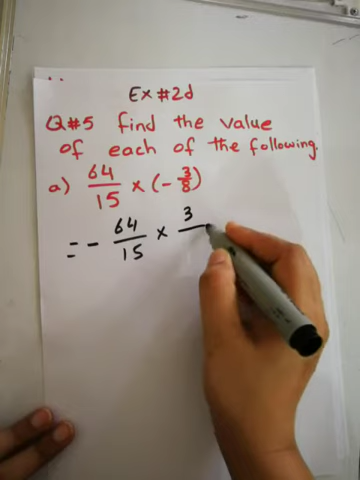 Ex #2d
Q#5 find the value
of each of the following.
a) 64/15 × (- 3/8)
= - 64/15 × 3